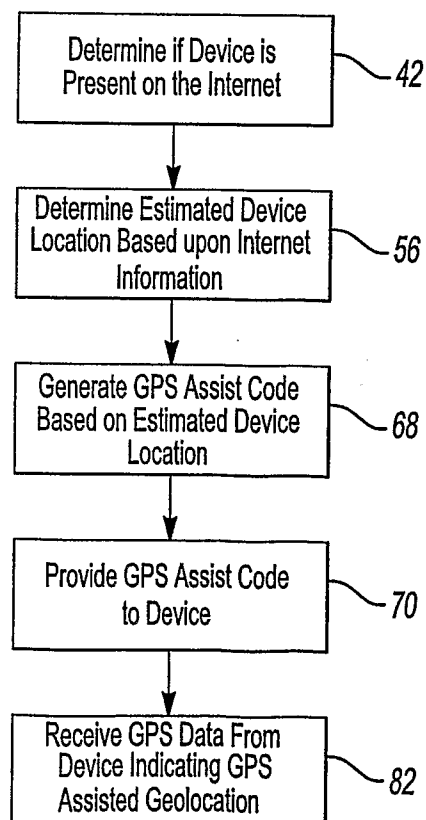 Determine if Device is
Present on the Internet
42
Determine Estimated Device
Location Based upon Internet
Information
56
Generate GPS Assist Code
Based on Estimated Device
Location
68
Provide GPS Assist Code
to Device
70
Receive GPS Data From
Device Indicating GPS
Assisted Geolocation
82